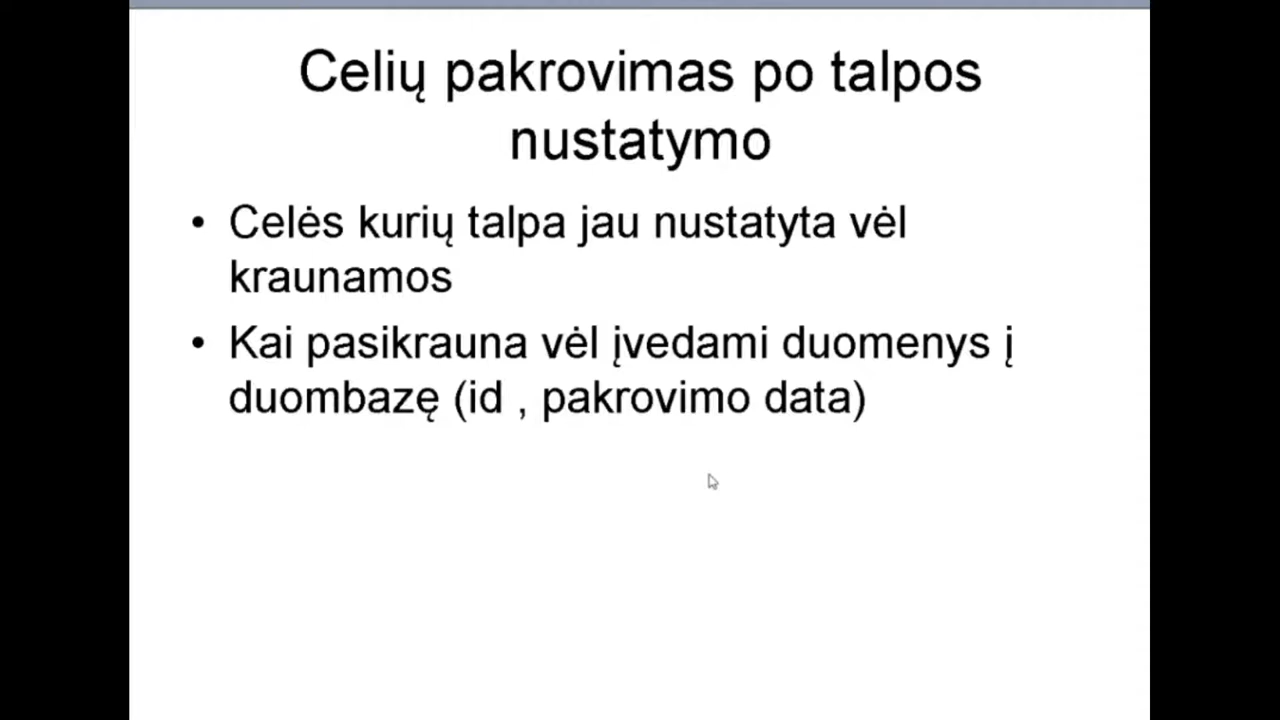 Celių pakrovimas po talpos
nustatymo
• Celės kurių talpa jau nustatyta vėl
kraunamos
• Kai pasikrauna vėl įvedami duomenys į
duombazę (id , pakrovimo data)